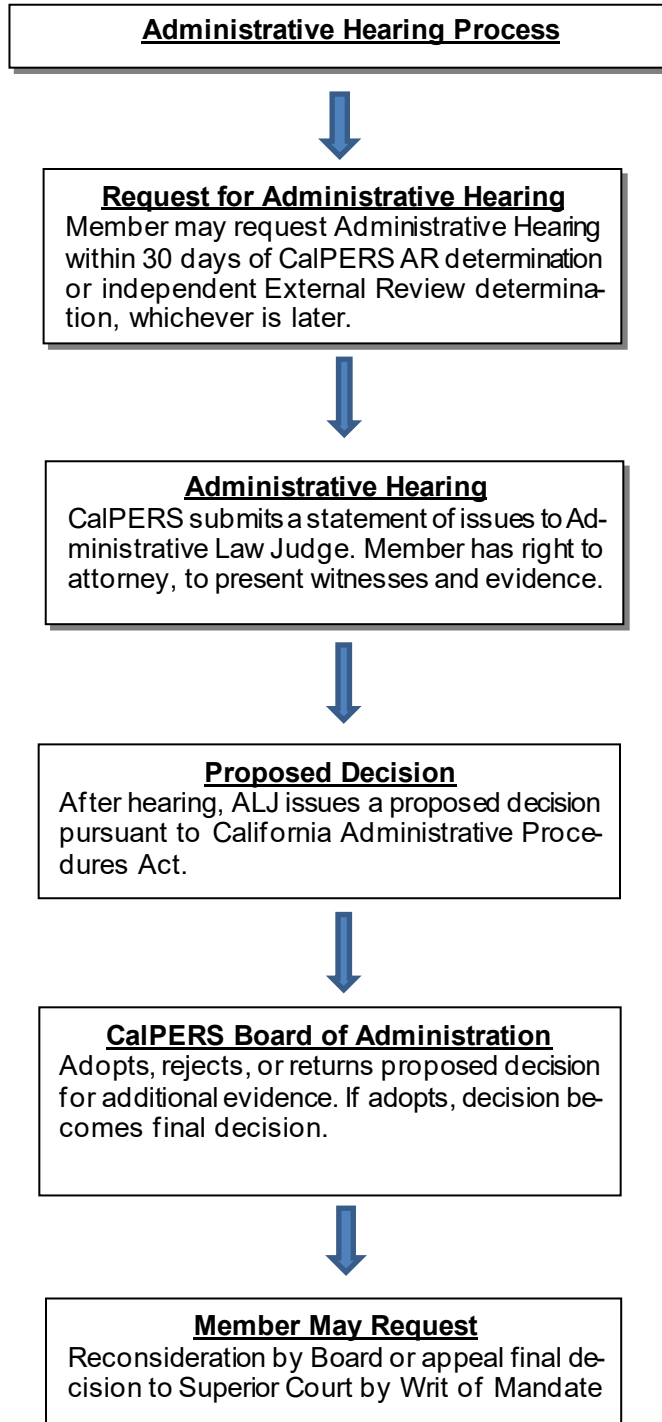 Administrative Hearing Process
Request for Administrative Hearing
Member may request Administrative Hearing
within 30 days of CalPERS AR determination
or independent External Review determina-
tion, whichever is later.
Administrative Hearing
CalPERS submits a statement of issues to Ad-
ministrative Law Judge. Member has right to
attorney, to present witnesses and evidence.
Proposed Decision
After hearing, ALJ issues a proposed decision
pursuant to California Administrative Proce-
dures Act.
CalPERS Board of Administration
Adopts, rejects, or returns proposed decision
for additional evidence. If adopts, decision be-
comes final decision.
Member May Request
Reconsideration by Board or appeal final de-
cision to Superior Court by Writ of Mandate